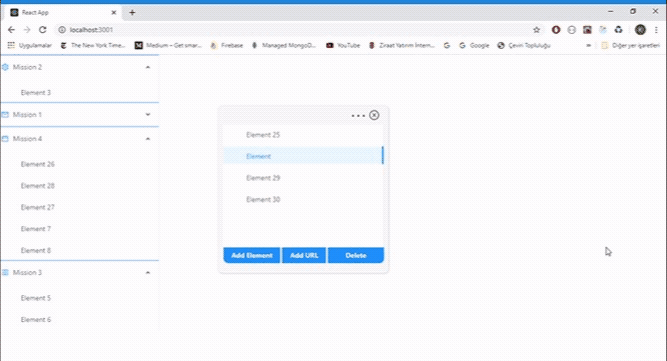 React App
localhost:3001
Uygulamalar
The New York Time...
Medium – Get smar...
Firebase
Managed MongoD...
YouTube
Ziraat Yatırım İntern...
G
Google
Çeviri Topluluğu
Diğer yer işaretleri
Mission 2
Element 3
Mission 1
Mission 4
Element 26
Element 28
Element 27
Element 7
Element 8
Mission 3
Element 5
Element 6
Element 25
Element
Element 29
Element 30
Add Element
Add URL
Delete